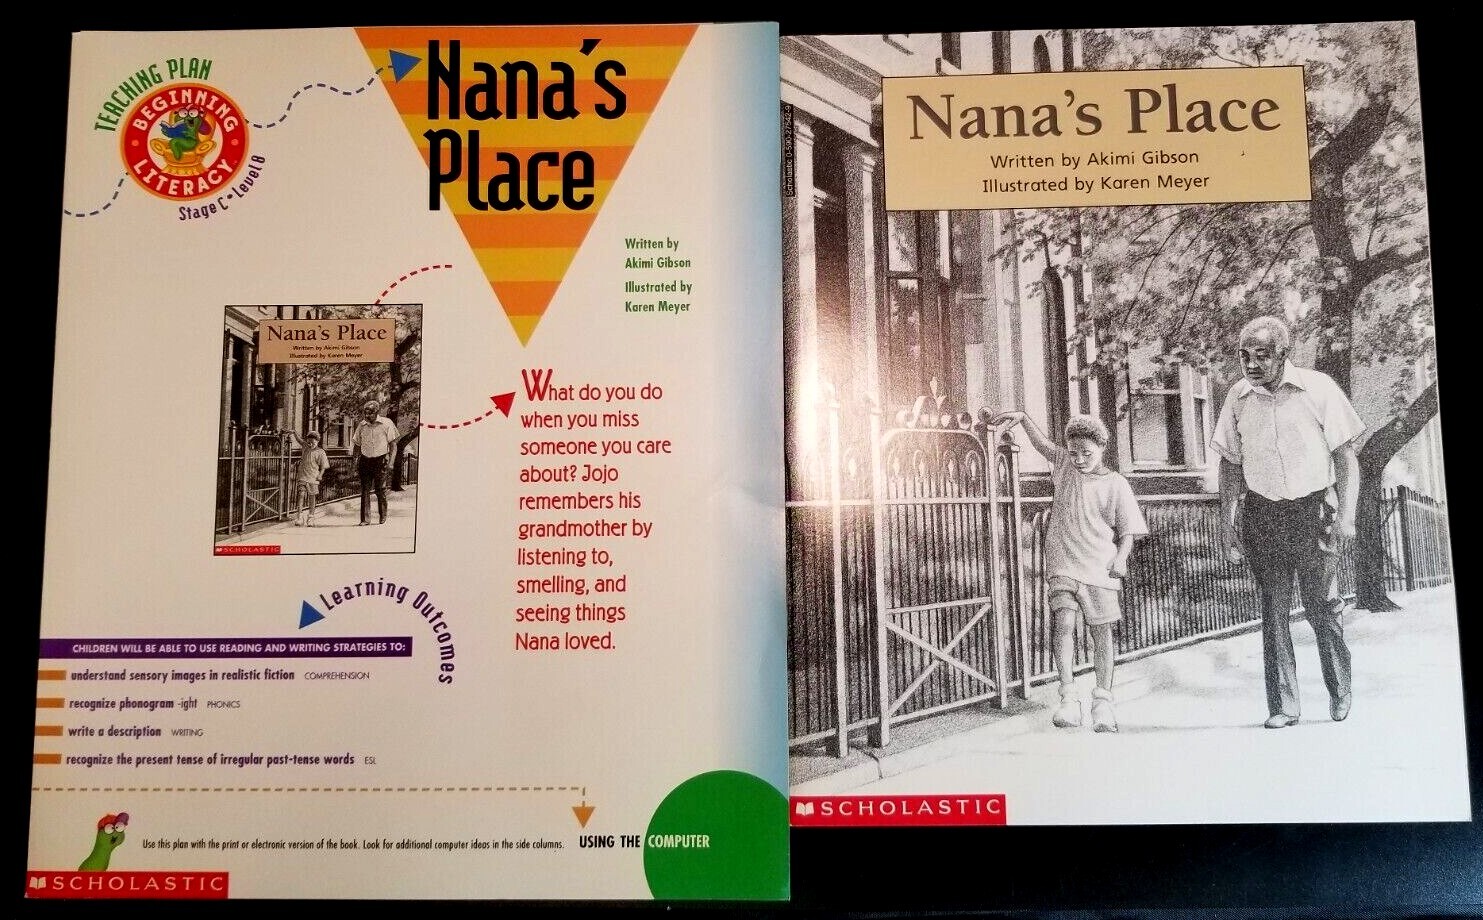 TEACHING PLAN
BEGINNING
LITERACY
Stage C • Level 8
Nana's
Place
Written by
Akimi Gibson
Illustrated by
Karen Meyer
Nana's Place
Written by Akimi Gibson
Illustrated by Karen Meyer
SCHOLASTIC
What do you do
when you miss
someone you care
about? Jojo
remembers his
grandmother by
listening to,
smelling, and
seeing things
Nana loved.
Learning Outcomes
CHILDREN WILL BE ABLE TO USE READING AND WRITING STRATEGIES TO:
understand sensory images in realistic fiction COMPREHENSION
recognize phonogram -ight PHONICS
write a description WRITING
recognize the present tense of irregular past-tense words ESL
Use this plan with the print or electronic version of the book. Look for additional computer ideas in the side columns.
USING THE COMPUTER
SCHOLASTIC
Nana's Place
Written by Akimi Gibson
Illustrated by Karen Meyer
Scholastic 0-590-27542-9
SCHOLASTIC